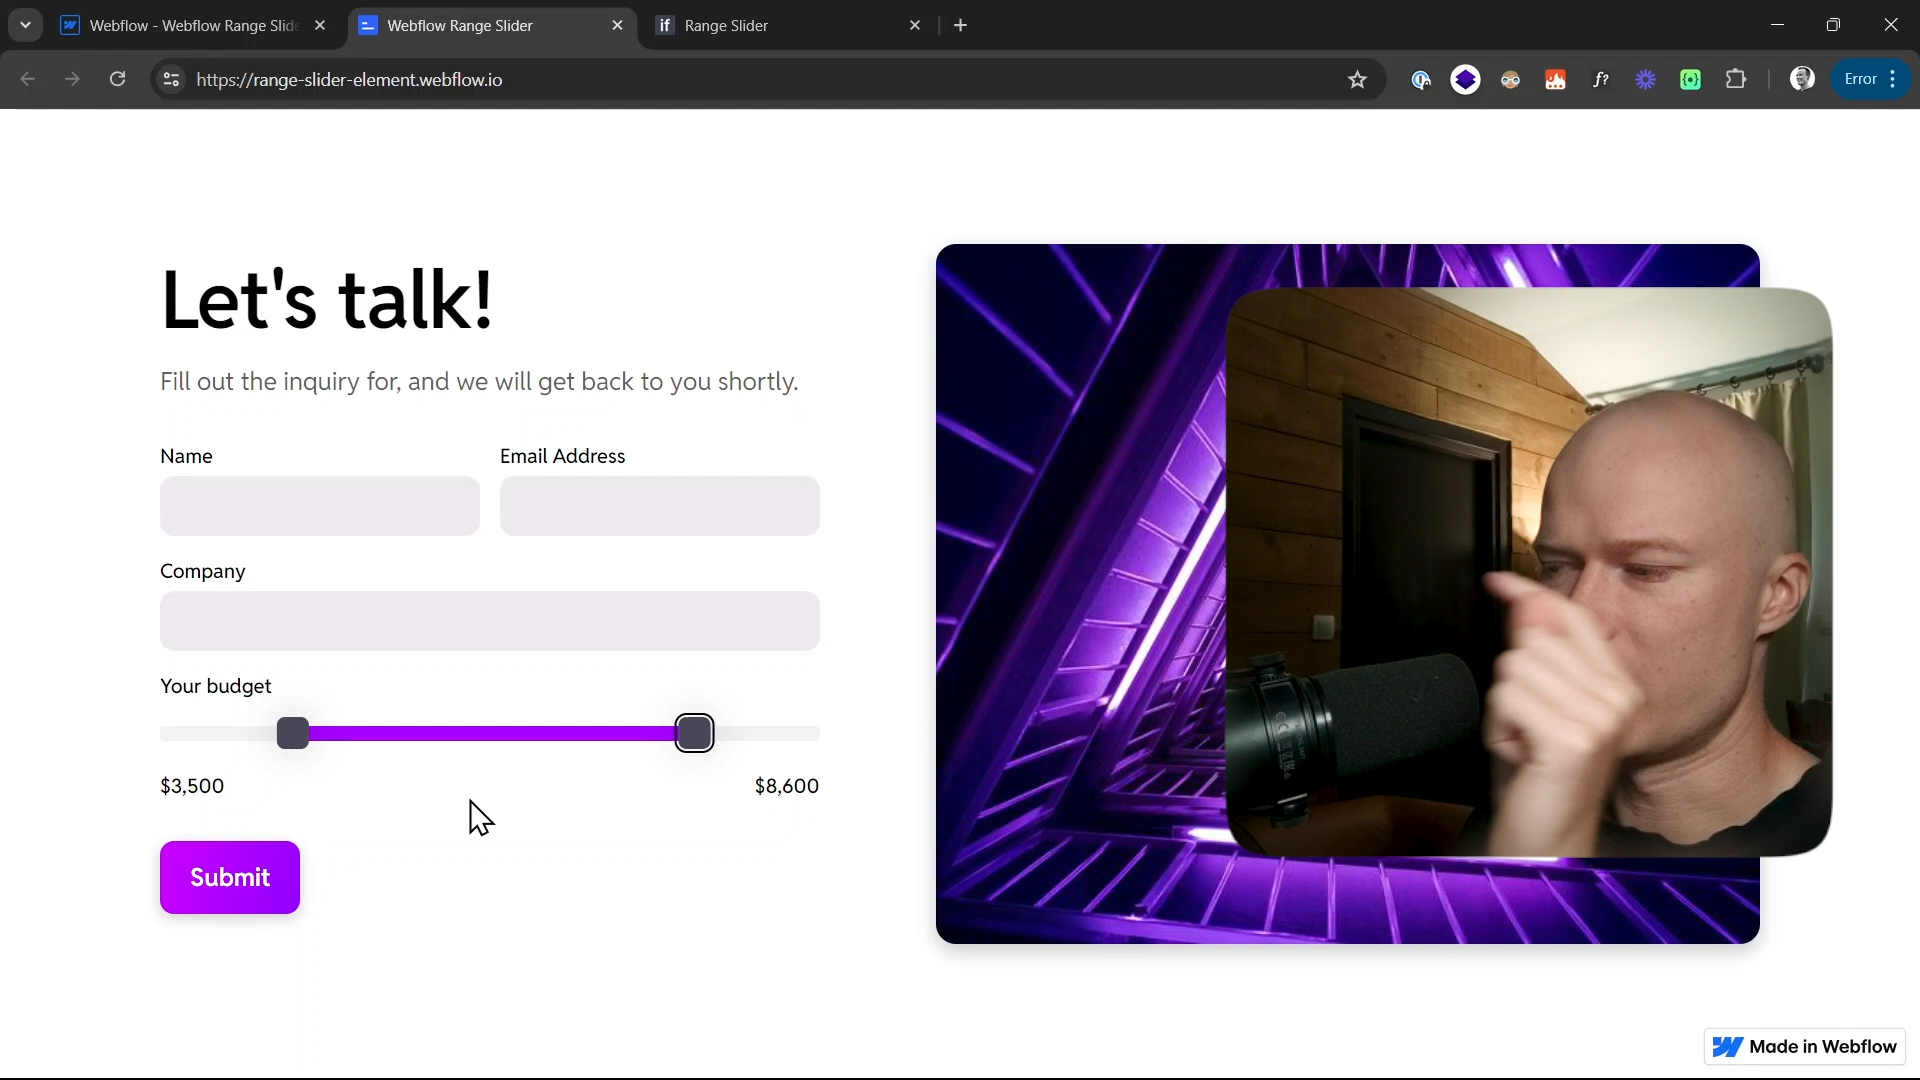 Webflow - Webflow Range Slide
Webflow Range Slider
if Range Slider
https://range-slider-element.webflow.io
f?
Error
Let's talk!
Fill out the inquiry for, and we will get back to you shortly.
Name
Email Address
Company
Your budget
$3,500
$8,600
Submit
Made in Webflow